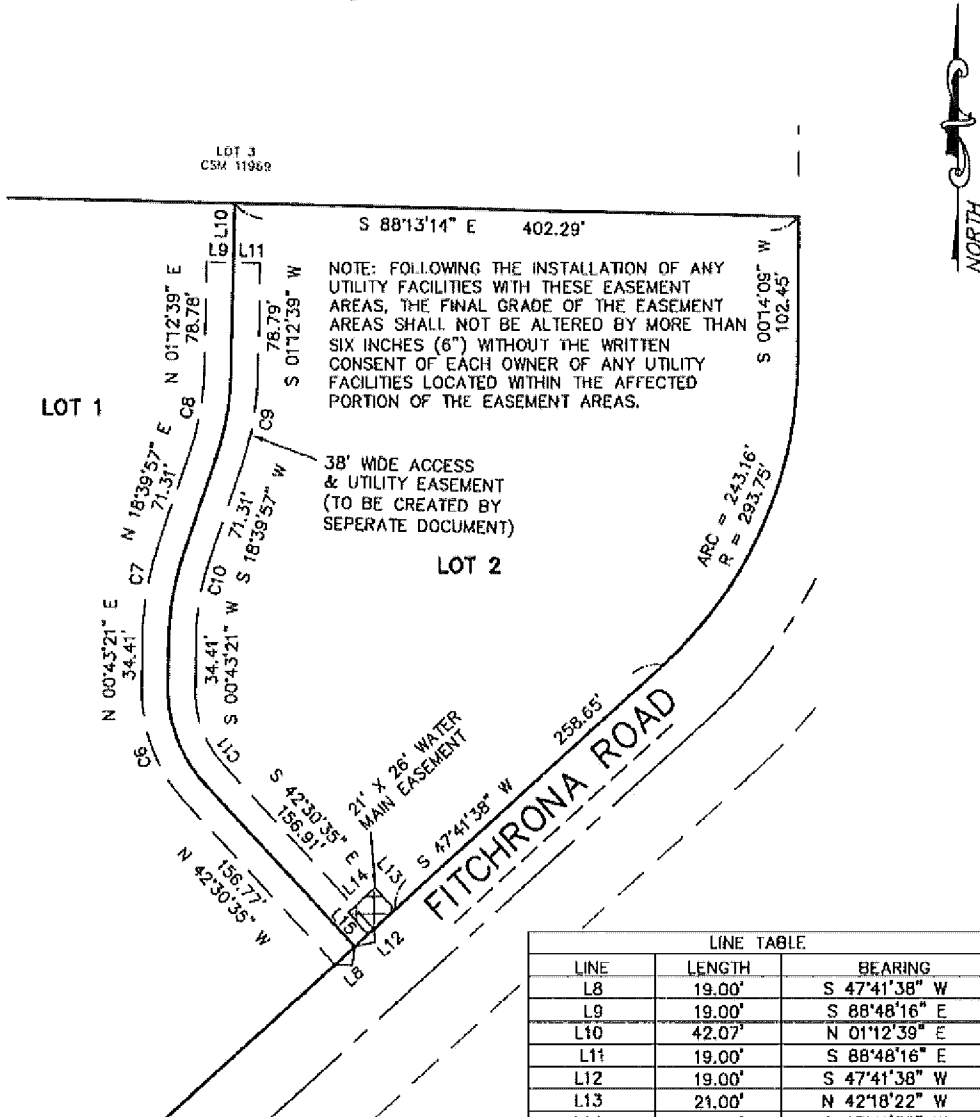 LOT 3
CSM 11969
NORTH
S 88°13'14" E 402.29'
L10
L9
L11
N 01°12'39" E
78.78'
78.79'
S 01°12'39" W
NOTE: FOLLOWING THE INSTALLATION OF ANY
UTILITY FACILITIES WITH THESE EASEMENT
AREAS, THE FINAL GRADE OF THE EASEMENT
AREAS SHALL NOT BE ALTERED BY MORE THAN
SIX INCHES (6") WITHOUT THE WRITTEN
CONSENT OF EACH OWNER OF ANY UTILITY
FACILITIES LOCATED WITHIN THE AFFECTED
PORTION OF THE EASEMENT AREAS.
S 00°14'09" W
102.45'
LOT 1
C8
C9
N 18°39'57" E
71.31'
71.31'
S 18°39'57" W
38' WIDE ACCESS
& UTILITY EASEMENT
(TO BE CREATED BY
SEPERATE DOCUMENT)
LOT 2
ARC = 243.16'
R = 293.75'
C7
C10
N 00°43'21" E
34.41'
34.41'
S 00°43'21" W
C6
C11
S 42°30'35" E
156.91'
21' X 26' WATER
MAIN EASEMENT
258.65'
S 47°41'38" W
FITCHRONA ROAD
156.77'
N 42°30'35" W
L14
L13
15'
L12
L8
LINE TABLE
LINE LENGTH BEARING
L8 19.00' S 47°41'38" W
L9 19.00' S 88°48'16" E
L10 42.07' N 01°12'39" E
L11 19.00' S 88°48'16" E
L12 19.00' S 47°41'38" W
L13 21.00' N 42°18'22" W